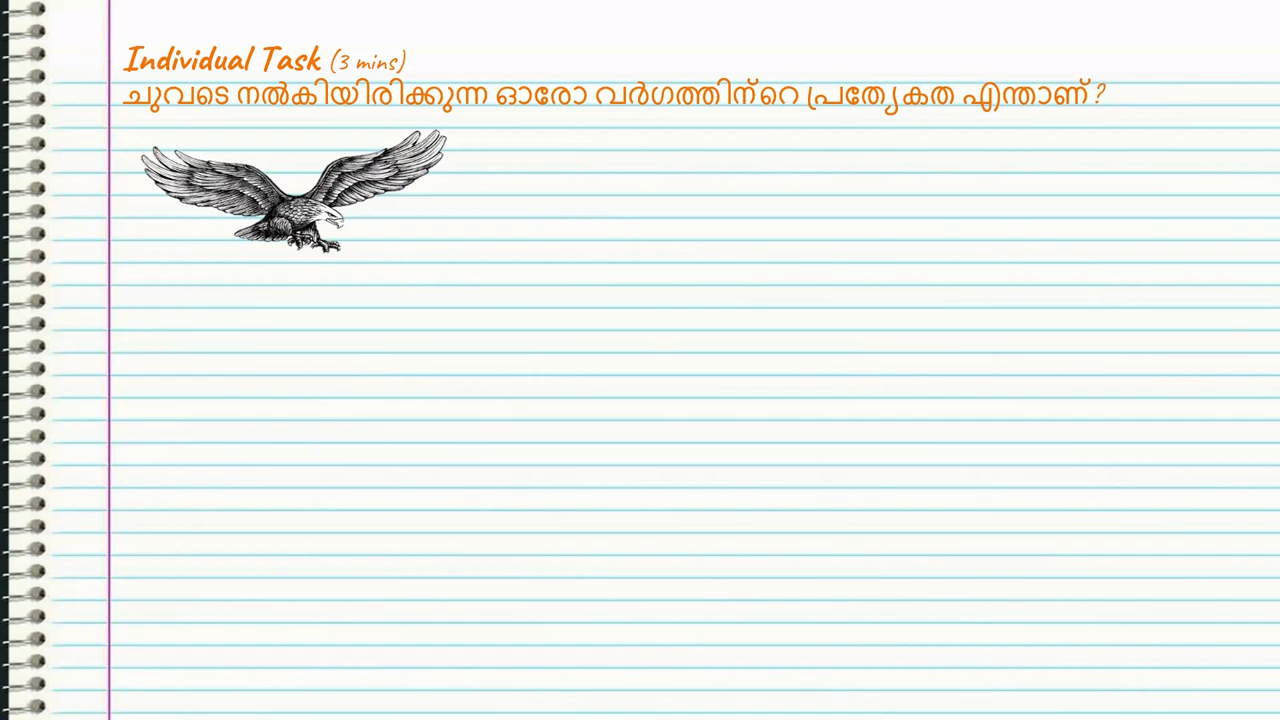 Individual Task (3 mins)
ചുവടെ നൽകിയിരിക്കുന്ന ഓരോ വർഗത്തിന്റെ പ്രത്യേകത എന്താണ് ?